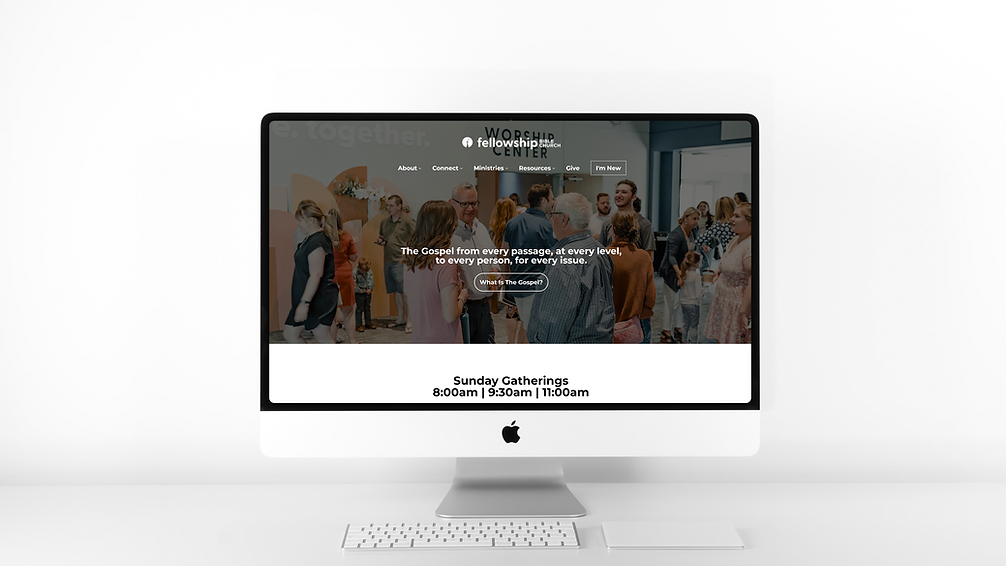 e. together.
WORSHIP
CENTER
fellowship BIBLE CHURCH
About
Connect
Ministries
Resources
Give
I'm New
The Gospel from every passage, at every level,
to every person, for every issue.
What Is The Gospel?
Sunday Gatherings
8:00am | 9:30am | 11:00am